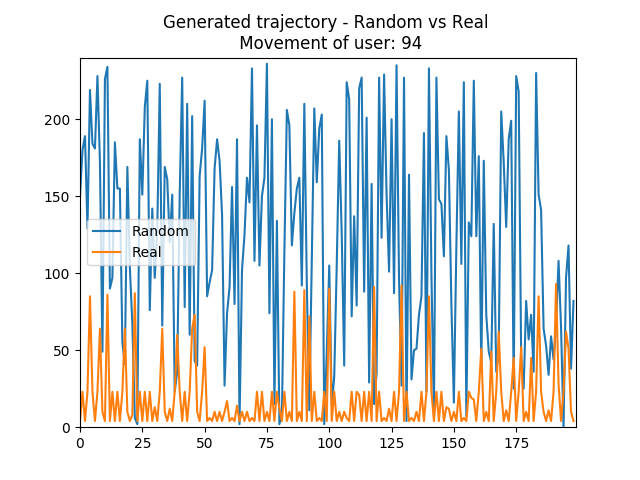 Generated trajectory - Random vs Real
Movement of user: 94
200
150
100
50
0
Random
Real
0 25 50 75 100 125 150 175